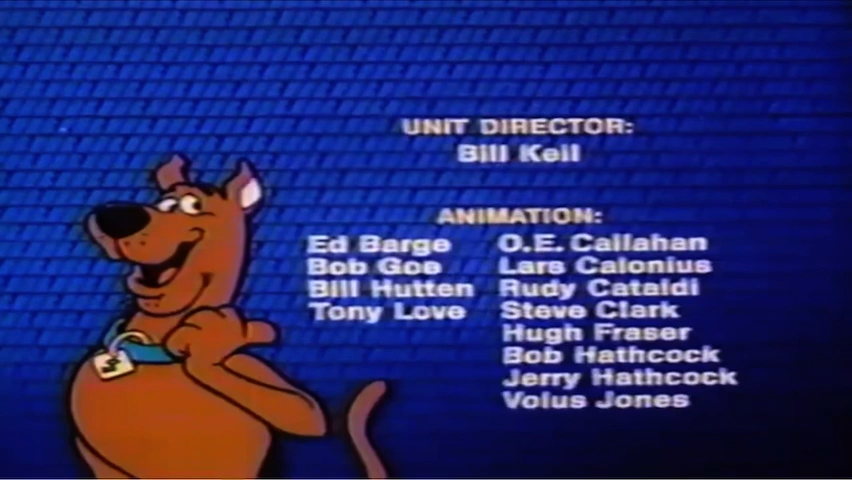 UNIT DIRECTOR:
Bill Keil
ANIMATION:
Ed Barge
Bob Goe
Bill Hutten
Tony Love
O.E. Callahan
Lars Calonius
Rudy Cataldi
Steve Clark
Hugh Fraser
Bob Hathcock
Jerry Hathcock
Volus Jones